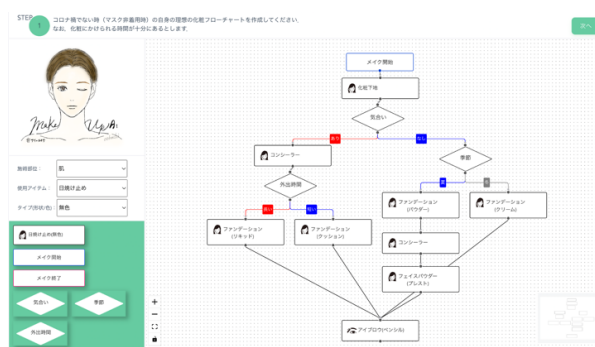 STEP
1
コロナ禍でない時（マスク非着用時）の自身の理想の化粧フローチャートを作成してください.
なお, 化粧にかけられる時間が十分にあるとします.
次へ
Make UpAi
施術部位：
肌
使用アイテム：
日焼け止め
タイプ(形状/色)：
無色
日焼け止め(無色)
メイク開始
メイク終了
気合い
季節
外出時間
メイク開始
化粧下地
気合い
あり
なし
コンシーラー
季節
外出時間
夏
冬
長い
短い
ファンデーション
(リキッド)
ファンデーション
(クッション)
ファンデーション
(パウダー)
ファンデーション
(クリーム)
コンシーラー
フェイスパウダー
(プレスト)
アイブロウ(ペンシル)